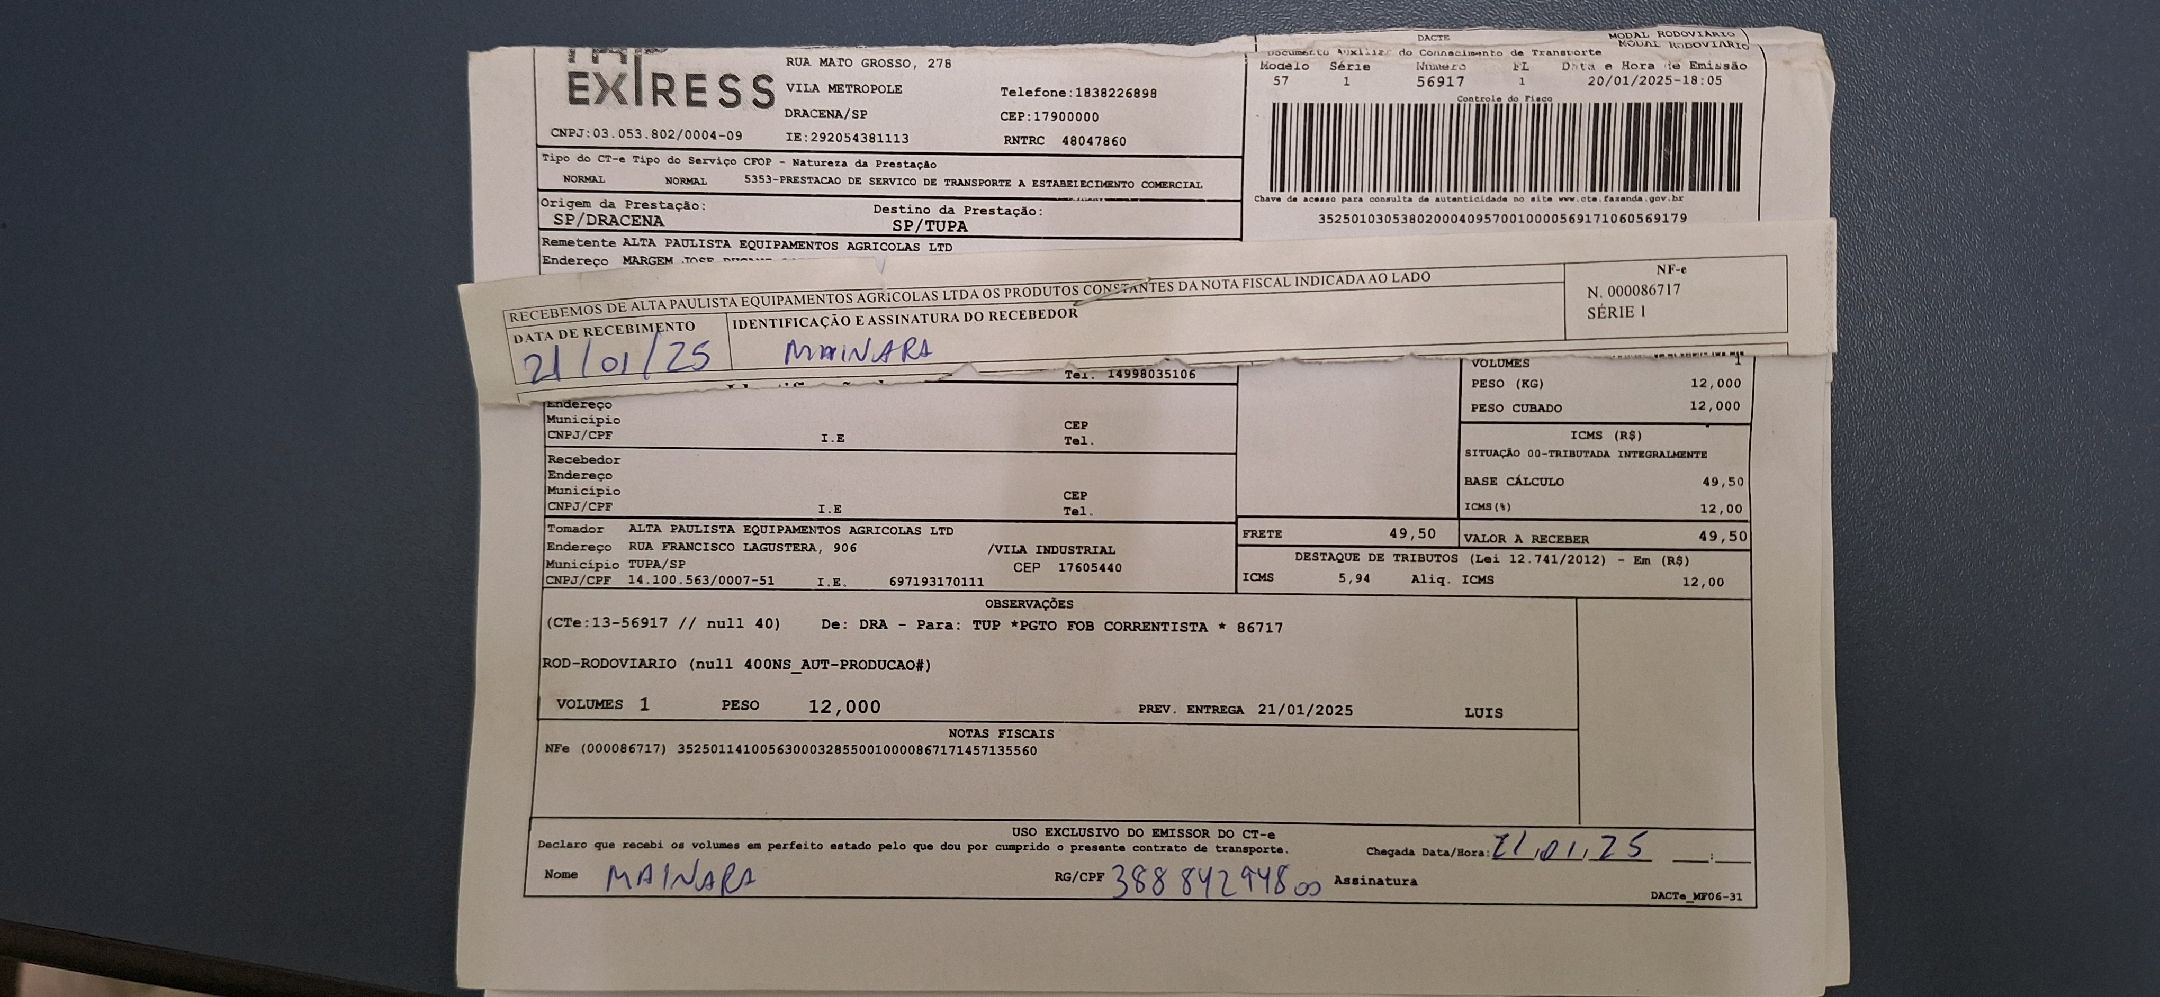 EXPRESS
RUA MATO GROSSO, 278
VILA METROPOLE
Telefone:1838226898
DRACENA/SP
CEP:17900000
CNPJ:03.053.802/0004-09
IE:292054381113
RNTRC 48047860
DACTE
MODAL RODOVIÁRIO
MODAL RODOVIÁRIO
Documento Auxiliar do Connacimento de Transporte
Modelo Série Número FL Data e Hora de Emissão
57 1 56917 1 20/01/2025-18:05
Controle do Fisco
Chave de acesso para consulta de autenticidade no site www.cte.fazenda.gov.br
35250103053802000409570010000569171060569179
Tipo do CT-e Tipo do Serviço CFOP - Natureza da Prestação
NORMAL NORMAL 5353-PRESTACAO DE SERVICO DE TRANSPORTE A ESTABELECIMENTO COMERCIAL
Origem da Prestação: Destino da Prestação:
SP/DRACENA SP/TUPA
Remetente ALTA PAULISTA EQUIPAMENTOS AGRICOLAS LTD
Endereço MARGEM JOSE
RECEBEMOS DE ALTA PAULISTA EQUIPAMENTOS AGRICOLAS LTDA OS PRODUTOS CONSTANTES DA NOTA FISCAL INDICADA AO LADO
DATA DE RECEBIMENTO IDENTIFICAÇÃO E ASSINATURA DO RECEBEDOR
21/01/25 MAINARA
NF-e
N. 000086717
SÉRIE 1
Tel. 14998035106
Endereço
Município CEP
CNPJ/CPF I.E Tel.
Recebedor
Endereço
Município CEP
CNPJ/CPF I.E Tel.
VOLUMES 1
PESO (KG) 12,000
PESO CUBADO 12,000
ICMS (R$)
SITUAÇÃO 00-TRIBUTADA INTEGRALMENTE
BASE CÁLCULO 49,50
ICMS(%) 12,00
Tomador ALTA PAULISTA EQUIPAMENTOS AGRICOLAS LTD
Endereço RUA FRANCISCO LAGUSTERA, 906 /VILA INDUSTRIAL
Município TUPA/SP CEP 17605440
CNPJ/CPF 14.100.563/0007-51 I.E. 697193170111
FRETE 49,50 VALOR A RECEBER 49,50
DESTAQUE DE TRIBUTOS (Lei 12.741/2012) - Em (R$)
ICMS 5,94 Aliq. ICMS 12,00
OBSERVAÇÕES
(CTe:13-56917 // null 40) De: DRA - Para: TUP *PGTO FOB CORRENTISTA * 86717
ROD-RODOVIARIO (null 400NS_AUT-PRODUCAO#)
VOLUMES 1 PESO 12,000 PREV. ENTREGA 21/01/2025 LUIS
NOTAS FISCAIS
NFe (000086717) 35250114100563000328550010000867171457135560
USO EXCLUSIVO DO EMISSOR DO CT-e
Declaro que recebi os volumes em perfeito estado pelo que dou por cumprido o presente contrato de transporte. Chegada Data/Hora: 21,01,25 __:__
Nome MAINARA RG/CPF 38884294800 Assinatura
DACTe_MF06-31